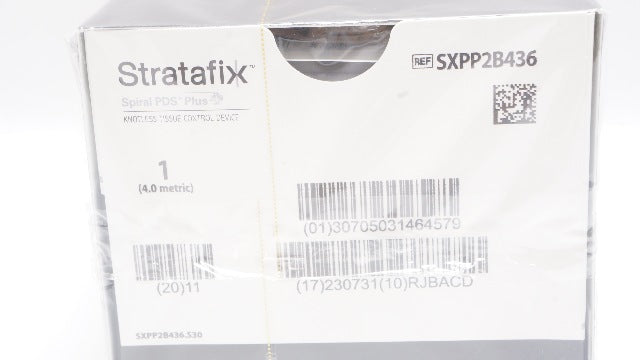 Stratafix™
REF SXPP2B436
Spiral PDS™ Plus
KNOTLESS TISSUE CONTROL DEVICE
1
(4.0 metric)
(01)30705031464579
(20)11
(17)230731(10)RJBACD
SXPP2B436.S30